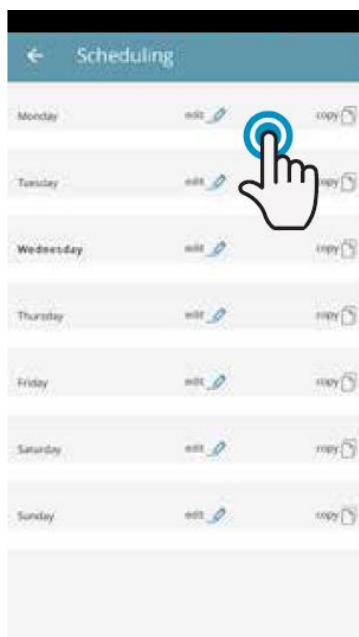 Scheduling
Monday edit copy
Tuesday edit copy
Wednesday edit copy
Thursday edit copy
Friday edit copy
Saturday edit copy
Sunday edit copy